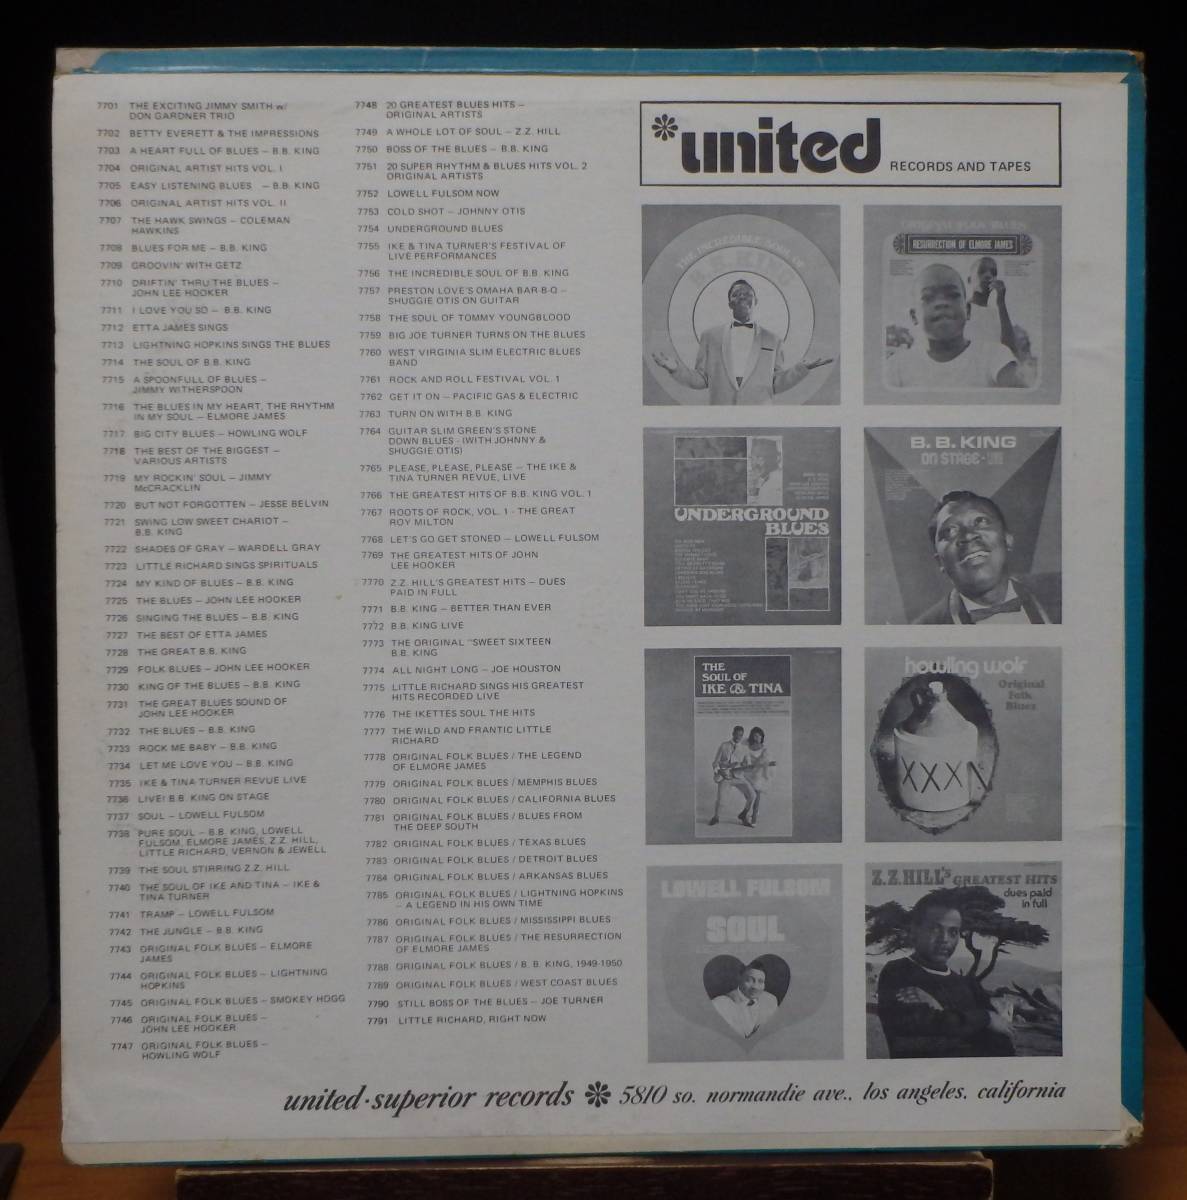 7701 THE EXCITING JIMMY SMITH w/
DON GARDNER TRIO
7702 BETTY EVERETT & THE IMPRESSIONS
7703 A HEART FULL OF BLUES – B.B. KING
7704 ORIGINAL ARTIST HITS VOL. I
7705 EASY LISTENING BLUES – B.B. KING
7706 ORIGINAL ARTIST HITS VOL. II
7707 THE HAWK SWINGS – COLEMAN
HAWKINS
7708 BLUES FOR ME – B.B. KING
7709 GROOVIN' WITH GETZ
7710 DRIFTIN' THRU THE BLUES –
JOHN LEE HOOKER
7711 I LOVE YOU SO – B.B. KING
7712 ETTA JAMES SINGS
7713 LIGHTNING HOPKINS SINGS THE BLUES
7714 THE SOUL OF B.B. KING
7715 A SPOONFULL OF BLUES –
JIMMY WITHERSPOON
7716 THE BLUES IN MY HEART, THE RHYTHM
IN MY SOUL – ELMORE JAMES
7717 BIG CITY BLUES – HOWLING WOLF
7718 THE BEST OF THE BIGGEST –
VARIOUS ARTISTS
7719 MY ROCKIN' SOUL – JIMMY
McCRACKLIN
7720 BUT NOT FORGOTTEN – JESSE BELVIN
7721 SWING LOW SWEET CHARIOT –
B.B. KING
7722 SHADES OF GRAY – WARDELL GRAY
7723 LITTLE RICHARD SINGS SPIRITUALS
7724 MY KIND OF BLUES – B.B. KING
7725 THE BLUES – JOHN LEE HOOKER
7726 SINGING THE BLUES – B.B. KING
7727 THE BEST OF ETTA JAMES
7728 THE GREAT B.B. KING
7729 FOLK BLUES – JOHN LEE HOOKER
7730 KING OF THE BLUES – B.B. KING
7731 THE GREAT BLUES SOUND OF
JOHN LEE HOOKER
7732 THE BLUES – B.B. KING
7733 ROCK ME BABY – B.B. KING
7734 LET ME LOVE YOU – B.B. KING
7735 IKE & TINA TURNER REVUE LIVE
7736 LIVE! B.B. KING ON STAGE
7737 SOUL – LOWELL FULSOM
7738 PURE SOUL – B.B. KING, LOWELL
FULSOM, ELMORE JAMES, Z.Z. HILL,
LITTLE RICHARD, VERNON & JEWELL
7739 THE SOUL STIRRING Z.Z. HILL
7740 THE SOUL OF IKE AND TINA – IKE &
TINA TURNER
7741 TRAMP – LOWELL FULSOM
7742 THE JUNGLE – B.B. KING
7743 ORIGINAL FOLK BLUES – ELMORE
JAMES
7744 ORIGINAL FOLK BLUES – LIGHTNING
HOPKINS
7745 ORIGINAL FOLK BLUES – SMOKEY HOGG
7746 ORIGINAL FOLK BLUES –
JOHN LEE HOOKER
7747 ORIGINAL FOLK BLUES –
HOWLING WOLF
7748 20 GREATEST BLUES HITS –
ORIGINAL ARTISTS
7749 A WHOLE LOT OF SOUL – Z.Z. HILL
7750 BOSS OF THE BLUES – B.B. KING
7751 20 SUPER RHYTHM & BLUES HITS VOL. 2
ORIGINAL ARTISTS
7752 LOWELL FULSOM NOW
7753 COLD SHOT – JOHNNY OTIS
7754 UNDERGROUND BLUES
7755 IKE & TINA TURNER'S FESTIVAL OF
LIVE PERFORMANCES
7756 THE INCREDIBLE SOUL OF B.B. KING
7757 PRESTON LOVE'S OMAHA BAR-B-Q –
SHUGGIE OTIS ON GUITAR
7758 THE SOUL OF TOMMY YOUNGBLOOD
7759 BIG JOE TURNER TURNS ON THE BLUES
7760 WEST VIRGINIA SLIM ELECTRIC BLUES
BAND
7761 ROCK AND ROLL FESTIVAL VOL. 1
7762 GET IT ON – PACIFIC GAS & ELECTRIC
7763 TURN ON WITH B.B. KING
7764 GUITAR SLIM GREEN'S STONE
DOWN BLUES - (WITH JOHNNY &
SHUGGIE OTIS)
7765 PLEASE, PLEASE, PLEASE – THE IKE &
TINA TURNER REVUE, LIVE
7766 THE GREATEST HITS OF B.B. KING VOL. 1
7767 ROOTS OF ROCK, VOL. 1 - THE GREAT
ROY MILTON
7768 LET'S GO GET STONED – LOWELL FULSOM
7769 THE GREATEST HITS OF JOHN
LEE HOOKER
7770 Z.Z. HILL'S GREATEST HITS – DUES
PAID IN FULL
7771 B.B. KING – BETTER THAN EVER
7772 B.B. KING LIVE
7773 THE ORIGINAL "SWEET SIXTEEN
B.B. KING
7774 ALL NIGHT LONG – JOE HOUSTON
7775 LITTLE RICHARD SINGS HIS GREATEST
HITS RECORDED LIVE
7776 THE IKETTES SOUL THE HITS
7777 THE WILD AND FRANTIC LITTLE
RICHARD
7778 ORIGINAL FOLK BLUES / THE LEGEND
OF ELMORE JAMES
7779 ORIGINAL FOLK BLUES / MEMPHIS BLUES
7780 ORIGINAL FOLK BLUES / CALIFORNIA BLUES
7781 ORIGINAL FOLK BLUES / BLUES FROM
THE DEEP SOUTH
7782 ORIGINAL FOLK BLUES / TEXAS BLUES
7783 ORIGINAL FOLK BLUES / DETROIT BLUES
7784 ORIGINAL FOLK BLUES / ARKANSAS BLUES
7785 ORIGINAL FOLK BLUES / LIGHTNING HOPKINS
– A LEGEND IN HIS OWN TIME
7786 ORIGINAL FOLK BLUES / MISSISSIPPI BLUES
7787 ORIGINAL FOLK BLUES / THE RESURRECTION
OF ELMORE JAMES
7788 ORIGINAL FOLK BLUES / B. B. KING, 1949-1950
7789 ORIGINAL FOLK BLUES / WEST COAST BLUES
7790 STILL BOSS OF THE BLUES – JOE TURNER
7791 LITTLE RICHARD, RIGHT NOW
*united RECORDS AND TAPES
THE INCREDIBLE SOUL OF
B.B. KING
ORIGINAL FOLK BLUES
RESURRECTION OF ELMORE JAMES
UNDERGROUND
BLUES
B. B. KING
ON STAGE - LIVE
THE
SOUL OF
IKE & TINA
howling wolf
Original
Folk
Blues
XXX
LOWELL FULSOM
SOUL
Z.Z. HILL'S GREATEST HITS
dues paid
in full
united·superior records ✻ 5810 so. normandie ave., los angeles, california